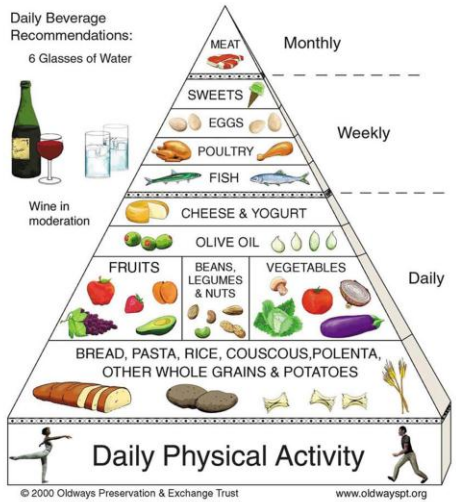 Daily Beverage
Recommendations:
6 Glasses of Water
Wine in
moderation
MEAT
Monthly
SWEETS
EGGS
Weekly
POULTRY
FISH
CHEESE & YOGURT
OLIVE OIL
FRUITS
BEANS,
LEGUMES
& NUTS
VEGETABLES
Daily
BREAD, PASTA, RICE, COUSCOUS,POLENTA,
OTHER WHOLE GRAINS & POTATOES
Daily Physical Activity
© 2000 Oldways Preservation & Exchange Trust
www.oldwayspt.org